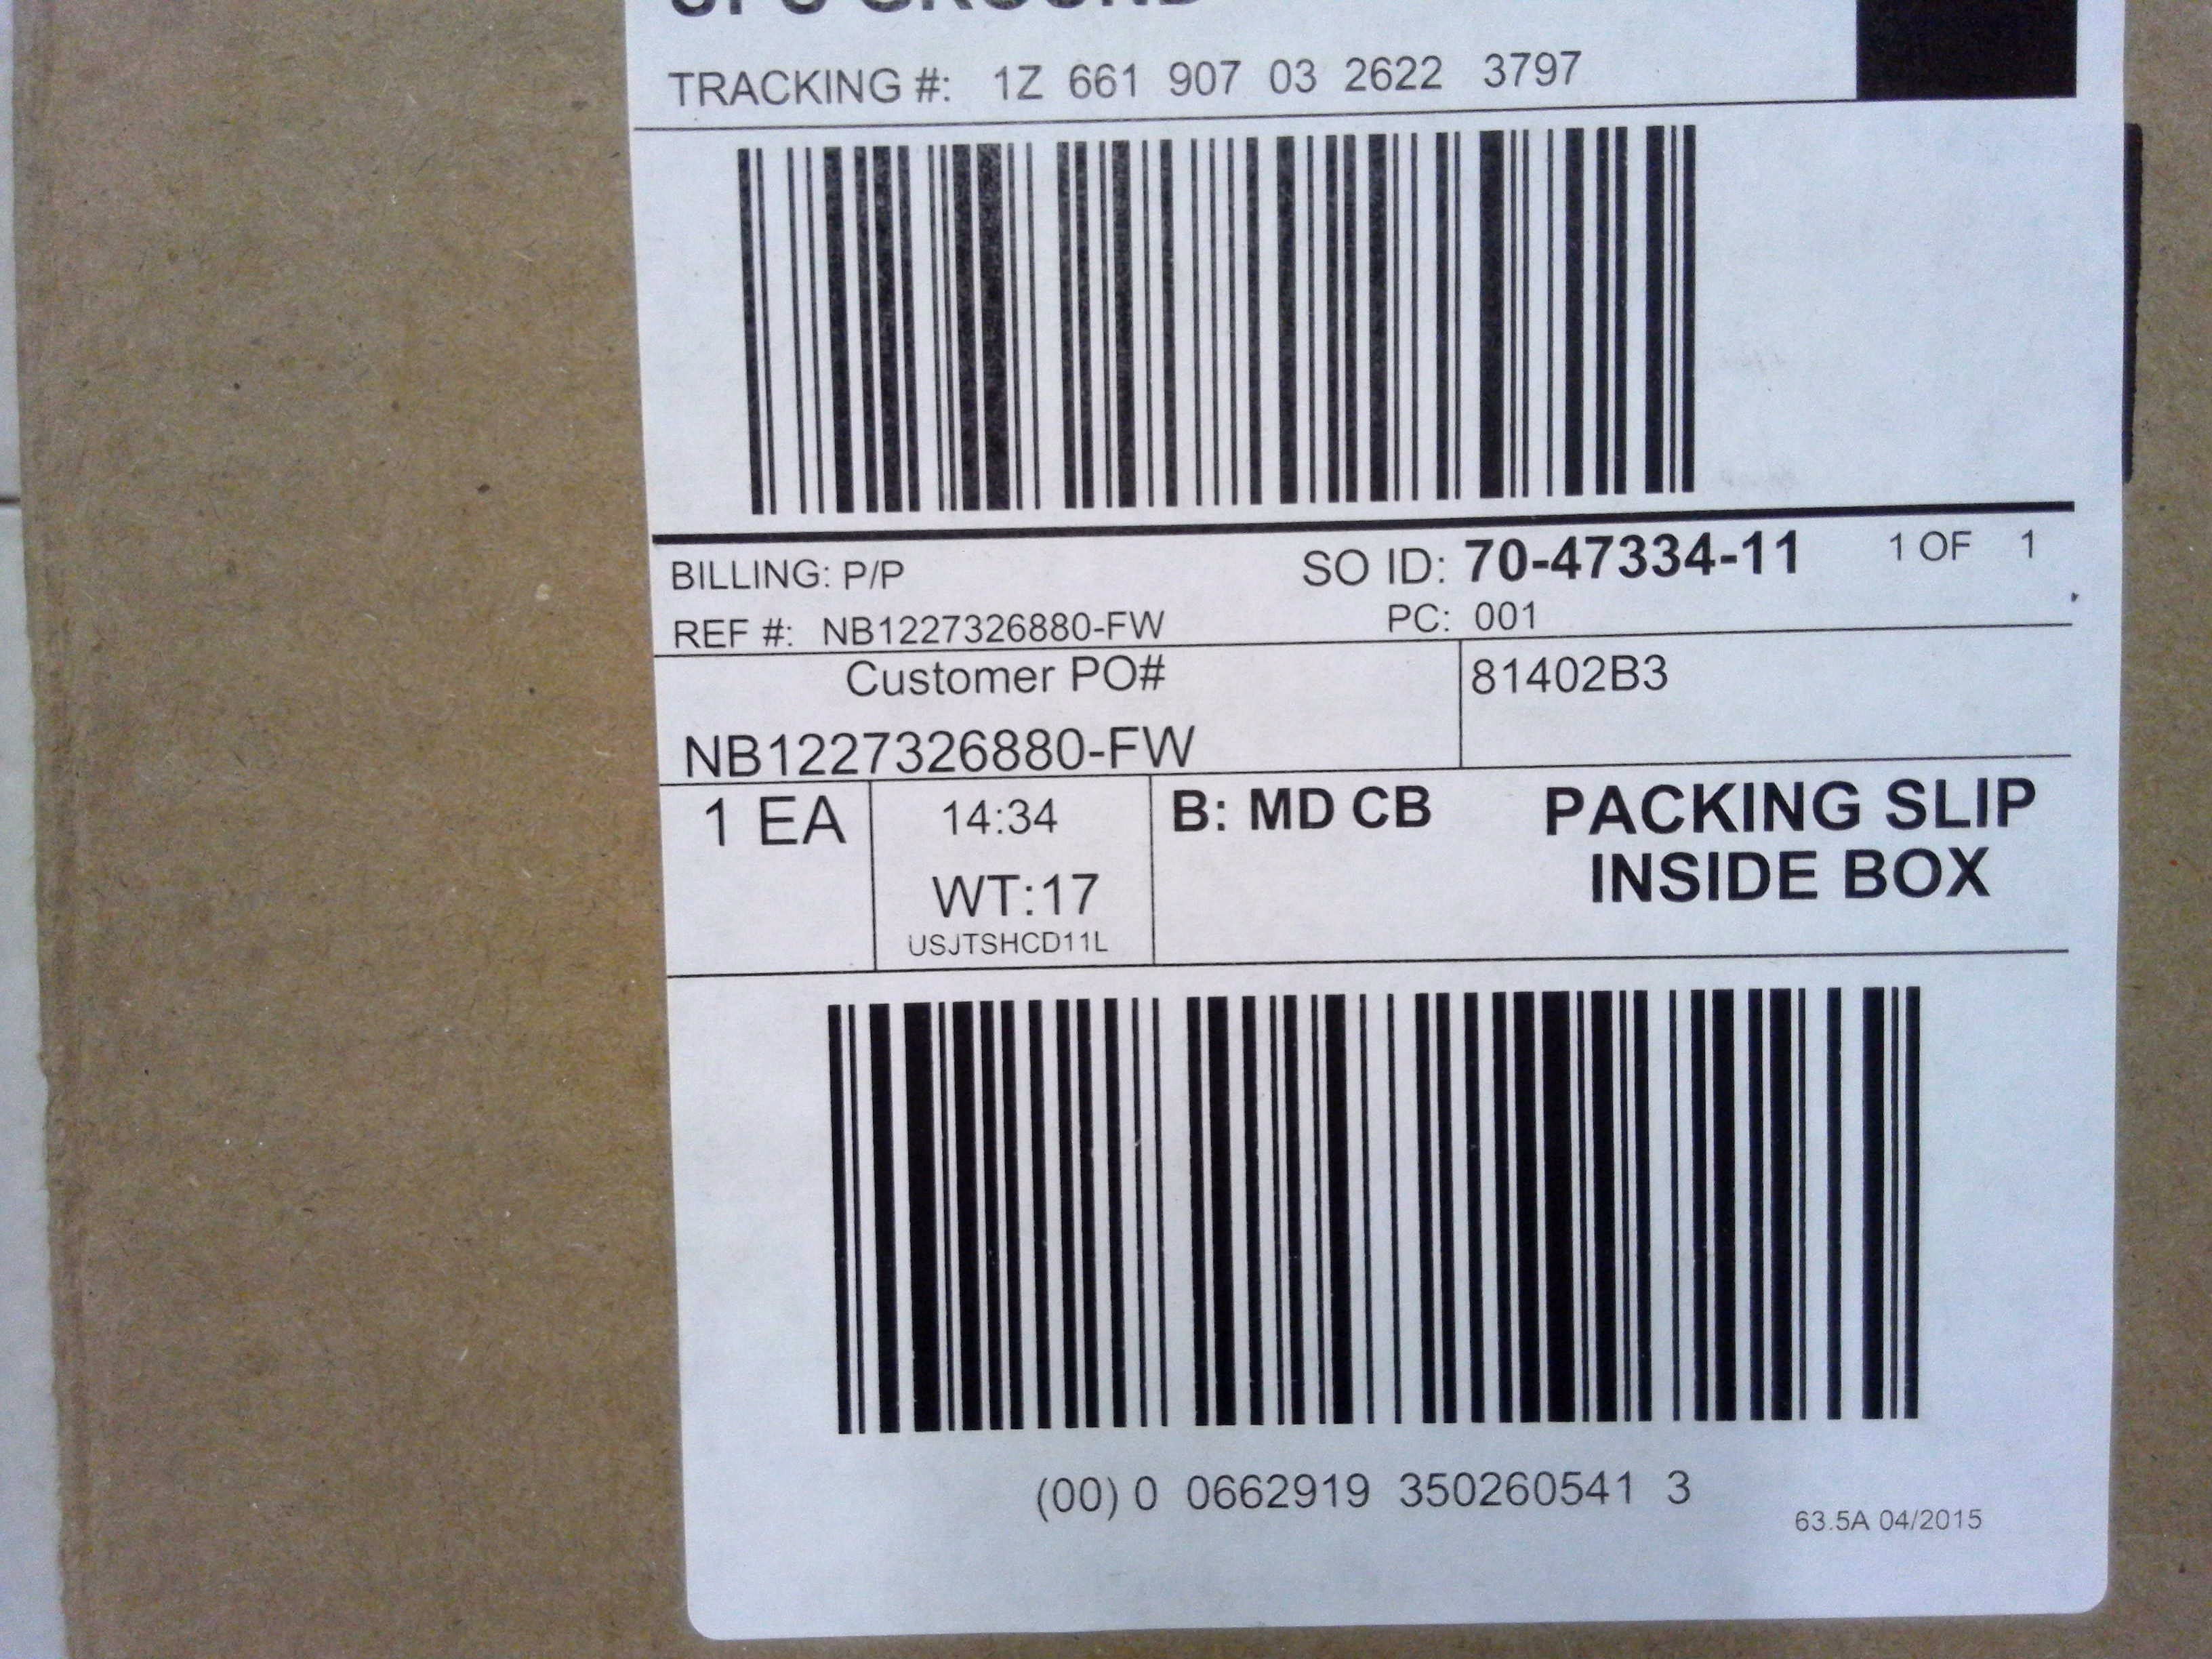 UPS GROUND
TRACKING #: 1Z 661 907 03 2622 3797
BILLING: P/P
SO ID: 70-47334-11 1 OF 1
REF #: NB1227326880-FW
PC: 001
Customer PO#
81402B3
NB1227326880-FW
1 EA
14:34
B: MD CB
PACKING SLIP
INSIDE BOX
WT:17
USJTSHCD11L
(00) 0 0662919 350260541 3
63.5A 04/2015